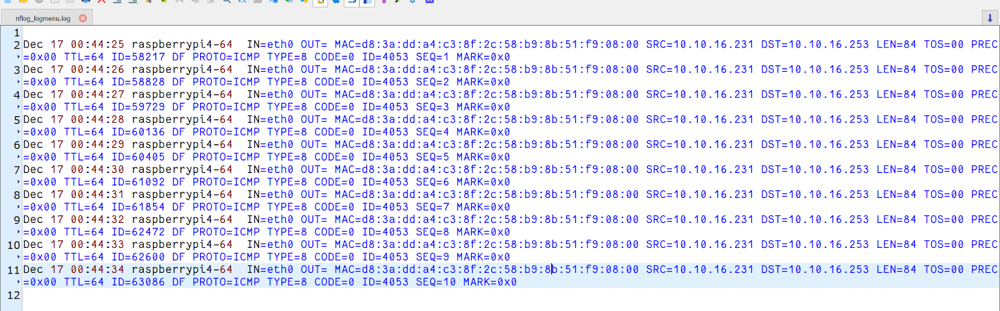 nflog_logmenu.log
1
2 Dec 17 00:44:25 raspberrypi4-64  IN=eth0 OUT= MAC=d8:3a:dd:a4:c3:8f:2c:58:b9:8b:51:f9:08:00 SRC=10.10.16.231 DST=10.10.16.253 LEN=84 TOS=00 PREC
=0x00 TTL=64 ID=58217 DF PROTO=ICMP TYPE=8 CODE=0 ID=4053 SEQ=1 MARK=0x0
3 Dec 17 00:44:26 raspberrypi4-64  IN=eth0 OUT= MAC=d8:3a:dd:a4:c3:8f:2c:58:b9:8b:51:f9:08:00 SRC=10.10.16.231 DST=10.10.16.253 LEN=84 TOS=00 PREC
=0x00 TTL=64 ID=58828 DF PROTO=ICMP TYPE=8 CODE=0 ID=4053 SEQ=2 MARK=0x0
4 Dec 17 00:44:27 raspberrypi4-64  IN=eth0 OUT= MAC=d8:3a:dd:a4:c3:8f:2c:58:b9:8b:51:f9:08:00 SRC=10.10.16.231 DST=10.10.16.253 LEN=84 TOS=00 PREC
=0x00 TTL=64 ID=59729 DF PROTO=ICMP TYPE=8 CODE=0 ID=4053 SEQ=3 MARK=0x0
5 Dec 17 00:44:28 raspberrypi4-64  IN=eth0 OUT= MAC=d8:3a:dd:a4:c3:8f:2c:58:b9:8b:51:f9:08:00 SRC=10.10.16.231 DST=10.10.16.253 LEN=84 TOS=00 PREC
=0x00 TTL=64 ID=60136 DF PROTO=ICMP TYPE=8 CODE=0 ID=4053 SEQ=4 MARK=0x0
6 Dec 17 00:44:29 raspberrypi4-64  IN=eth0 OUT= MAC=d8:3a:dd:a4:c3:8f:2c:58:b9:8b:51:f9:08:00 SRC=10.10.16.231 DST=10.10.16.253 LEN=84 TOS=00 PREC
=0x00 TTL=64 ID=60405 DF PROTO=ICMP TYPE=8 CODE=0 ID=4053 SEQ=5 MARK=0x0
7 Dec 17 00:44:30 raspberrypi4-64  IN=eth0 OUT= MAC=d8:3a:dd:a4:c3:8f:2c:58:b9:8b:51:f9:08:00 SRC=10.10.16.231 DST=10.10.16.253 LEN=84 TOS=00 PREC
=0x00 TTL=64 ID=61092 DF PROTO=ICMP TYPE=8 CODE=0 ID=4053 SEQ=6 MARK=0x0
8 Dec 17 00:44:31 raspberrypi4-64  IN=eth0 OUT= MAC=d8:3a:dd:a4:c3:8f:2c:58:b9:8b:51:f9:08:00 SRC=10.10.16.231 DST=10.10.16.253 LEN=84 TOS=00 PREC
=0x00 TTL=64 ID=61854 DF PROTO=ICMP TYPE=8 CODE=0 ID=4053 SEQ=7 MARK=0x0
9 Dec 17 00:44:32 raspberrypi4-64  IN=eth0 OUT= MAC=d8:3a:dd:a4:c3:8f:2c:58:b9:8b:51:f9:08:00 SRC=10.10.16.231 DST=10.10.16.253 LEN=84 TOS=00 PREC
=0x00 TTL=64 ID=62472 DF PROTO=ICMP TYPE=8 CODE=0 ID=4053 SEQ=8 MARK=0x0
10 Dec 17 00:44:33 raspberrypi4-64  IN=eth0 OUT= MAC=d8:3a:dd:a4:c3:8f:2c:58:b9:8b:51:f9:08:00 SRC=10.10.16.231 DST=10.10.16.253 LEN=84 TOS=00 PREC
=0x00 TTL=64 ID=62600 DF PROTO=ICMP TYPE=8 CODE=0 ID=4053 SEQ=9 MARK=0x0
11 Dec 17 00:44:34 raspberrypi4-64  IN=eth0 OUT= MAC=d8:3a:dd:a4:c3:8f:2c:58:b9:8b:51:f9:08:00 SRC=10.10.16.231 DST=10.10.16.253 LEN=84 TOS=00 PREC
=0x00 TTL=64 ID=63086 DF PROTO=ICMP TYPE=8 CODE=0 ID=4053 SEQ=10 MARK=0x0
12